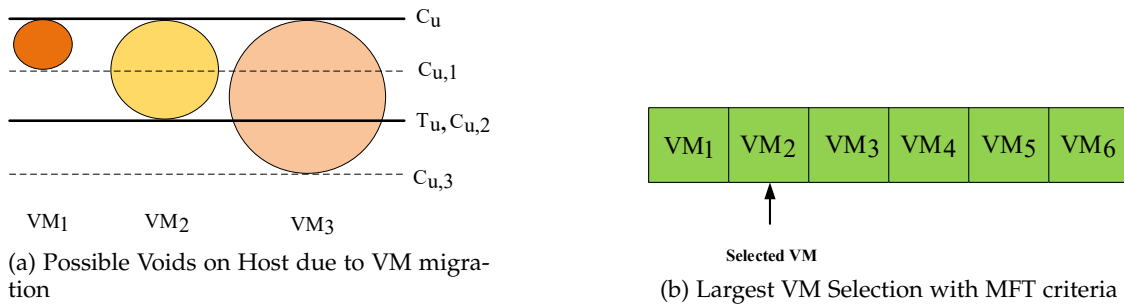 Cu
Cu,1
Tu, Cu,2
Cu,3
VM1 VM2 VM3
(a) Possible Voids on Host due to VM migra-
tion
VM1 VM2 VM3 VM4 VM5 VM6
Selected VM
(b) Largest VM Selection with MFT criteria